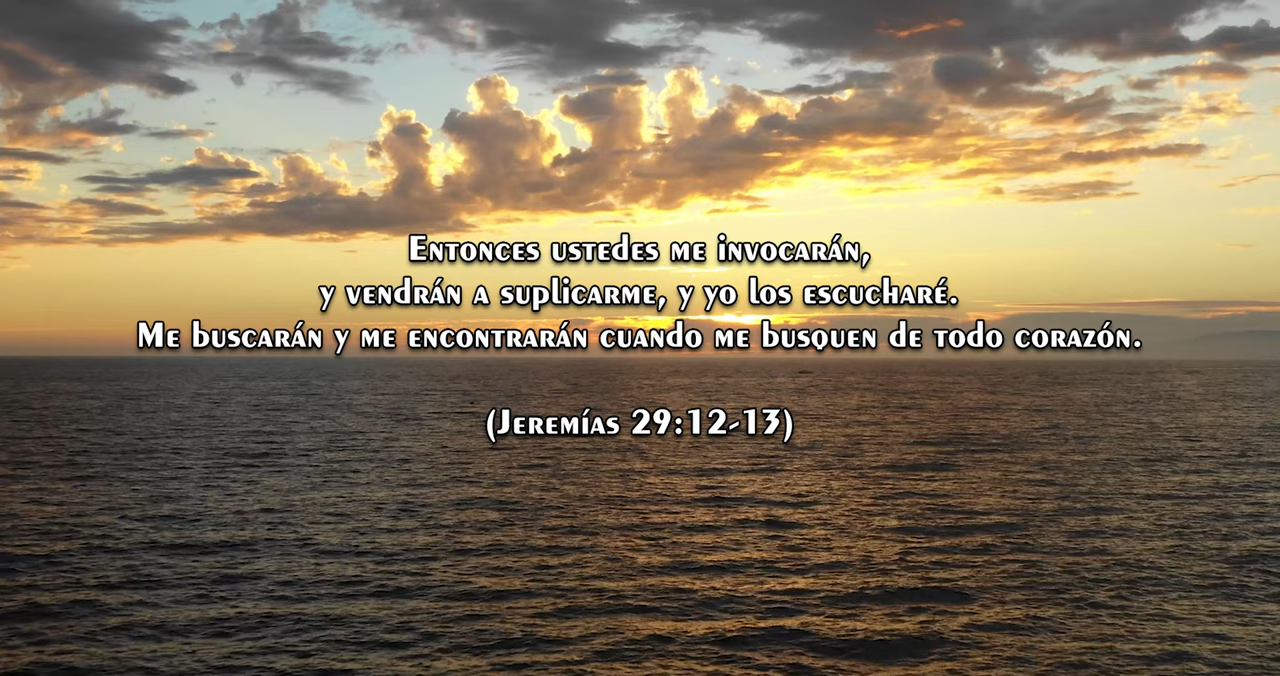 Entonces ustedes me invocarán,
y vendrán a suplicarme, y yo los escucharé.
Me buscarán y me encontrarán cuando me busquen de todo corazón.
(Jeremías 29:12-13)